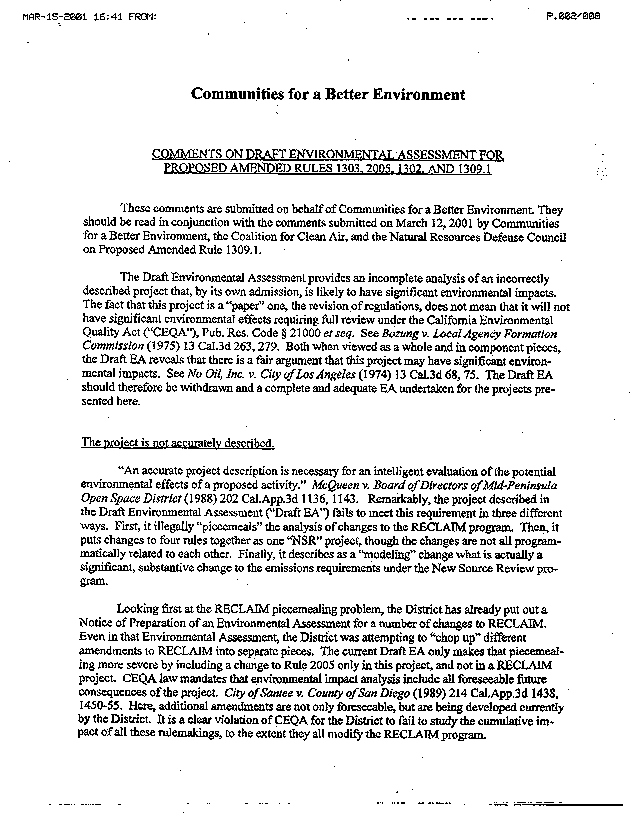 MAR-15-2001 16:41 FROM: P.002/008
Communities for a Better Environment
COMMENTS ON DRAFT ENVIRONMENTAL ASSESSMENT FOR
PROPOSED AMENDED RULES 1303, 2005, 1302, AND 1309.1
These comments are submitted on behalf of Communities for a Better Environment. They
should be read in conjunction with the comments submitted on March 12, 2001 by Communities
for a Better Environment, the Coalition for Clean Air, and the Natural Resources Defense Council
on Proposed Amended Rule 1309.1.
The Draft Environmental Assessment provides an incomplete analysis of an incorrectly
described project that, by its own admission, is likely to have significant environmental impacts.
The fact that this project is a "paper" one, the revision of regulations, does not mean that it will not
have significant environmental effects requiring full review under the California Environmental
Quality Act ("CEQA"), Pub. Res. Code § 21000 et seq. See Bozung v. Local Agency Formation
Commission (1975) 13 Cal.3d 263, 279. Both when viewed as a whole and in component pieces,
the Draft EA reveals that there is a fair argument that this project may have significant environ-
mental impacts. See No Oil, Inc. v. City of Los Angeles (1974) 13 Cal.3d 68, 75. The Draft EA
should therefore be withdrawn and a complete and adequate EA undertaken for the projects pre-
sented here.
The project is not accurately described.
"An accurate project description is necessary for an intelligent evaluation of the potential
environmental effects of a proposed activity." McQueen v. Board of Directors of Mid-Peninsula
Open Space District (1988) 202 Cal.App.3d 1136, 1143. Remarkably, the project described in
the Draft Environmental Assessment ("Draft EA") fails to meet this requirement in three different
ways. First, it illegally "piecemeals" the analysis of changes to the RECLAIM program. Then, it
puts changes to four rules together as one "NSR" project, though the changes are not all program-
matically related to each other. Finally, it describes as a "modeling" change what is actually a
significant, substantive change to the emissions requirements under the New Source Review pro-
gram.
Looking first at the RECLAIM piecemealing problem, the District has already put out a
Notice of Preparation of an Environmental Assessment for a number of changes to RECLAIM.
Even in that Environmental Assessment, the District was attempting to "chop up" different
amendments to RECLAIM into separate pieces. The current Draft EA only makes that piecemeal-
ing more severe by including a change to Rule 2005 only in this project, and not in a RECLAIM
project. CEQA law mandates that environmental impact analysis include all foreseeable future
consequences of the project. City of Santee v. County of San Diego (1989) 214 Cal.App.3d 1438,
1450-55. Here, additional amendments are not only foreseeable, but are being developed currently
by the District. It is a clear violation of CEQA for the District to fail to study the cumulative im-
pact of all these rulemakings, to the extent they all modify the RECLAIM program.